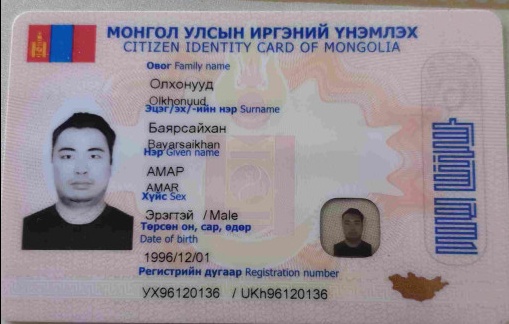 МОНГОЛ УЛСЫН ИРГЭНИЙ ҮНЭМЛЭХ
CITIZEN IDENTITY CARD OF MONGOLIA
Овог Family name
Олхонууд
Olkhonuud
Эцэг/эх/-ийн нэр Surname
Баярсайхан
Bayarsaikhan
Нэр Given name
АМАР
AMAR
Хүйс Sex
Эрэгтэй / Male
Төрсөн он, сар, өдөр
Date of birth
1996/12/01
Регистрийн дугаар Registration number
УХ96120136 / UKh96120136